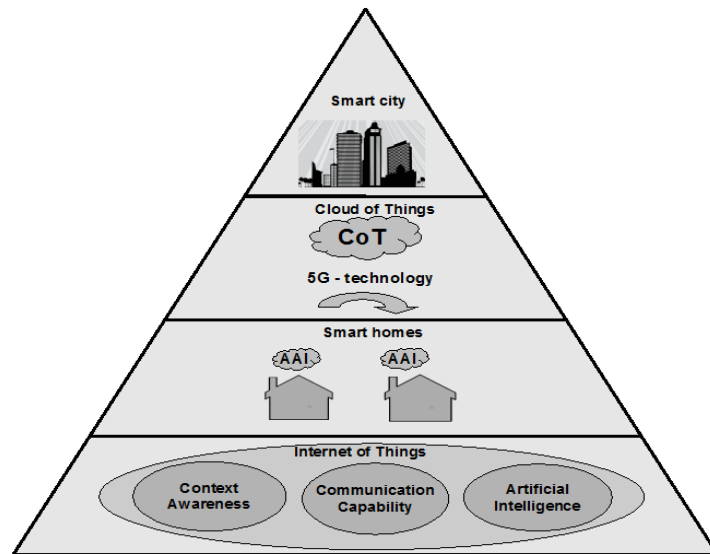 Smart city
Cloud of Things
CoT
5G - technology
Smart homes
AAI AAI
Internet of Things
Context
Awareness
Communication
Capability
Artificial
Intelligence